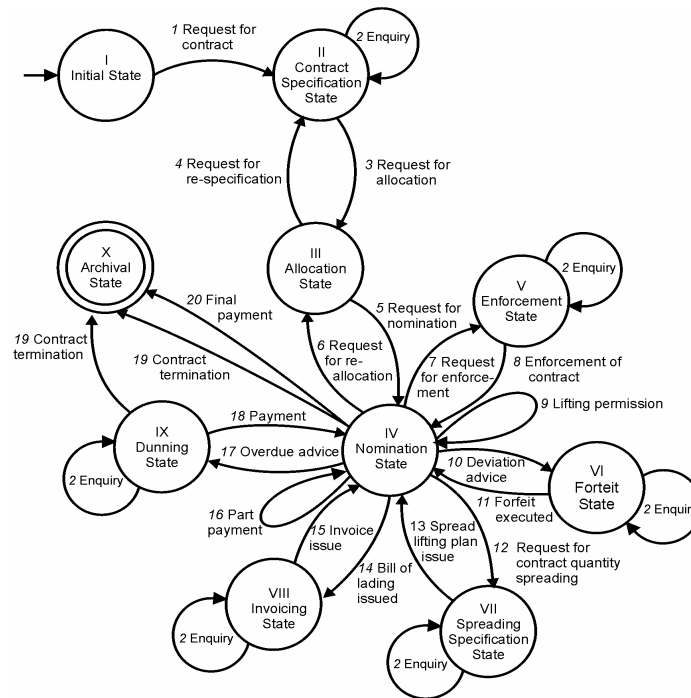 1 Request for
contract
I
Initial State
II
Contract
Specification
State
2 Enquiry
4 Request for
re-specification
3 Request for
allocation
X
Archival
State
III
Allocation
State
V
Enforcement
State
2 Enquiry
20 Final
payment
5 Request for
nomination
19 Contract
termination
19 Contract
termination
6 Request
for re-
allocation
7 Request
for enforce-
ment
8 Enforcement of
contract
9 Lifting permission
IX
Dunning
State
2 Enquiry
18 Payment
17 Overdue advice
IV
Nomination
State
10 Deviation
advice
11 Forfeit
executed
VI
Forteit
State
2 Enquiry
16 Part
payment
15 Invoice
issue
14 Bill of
lading
issued
13 Spread
lifting plan
issue
12 Request for
contract quantity
spreading
VIII
Invoicing
State
2 Enquiry
VII
Spreading
Specification
State
2 Enquiry